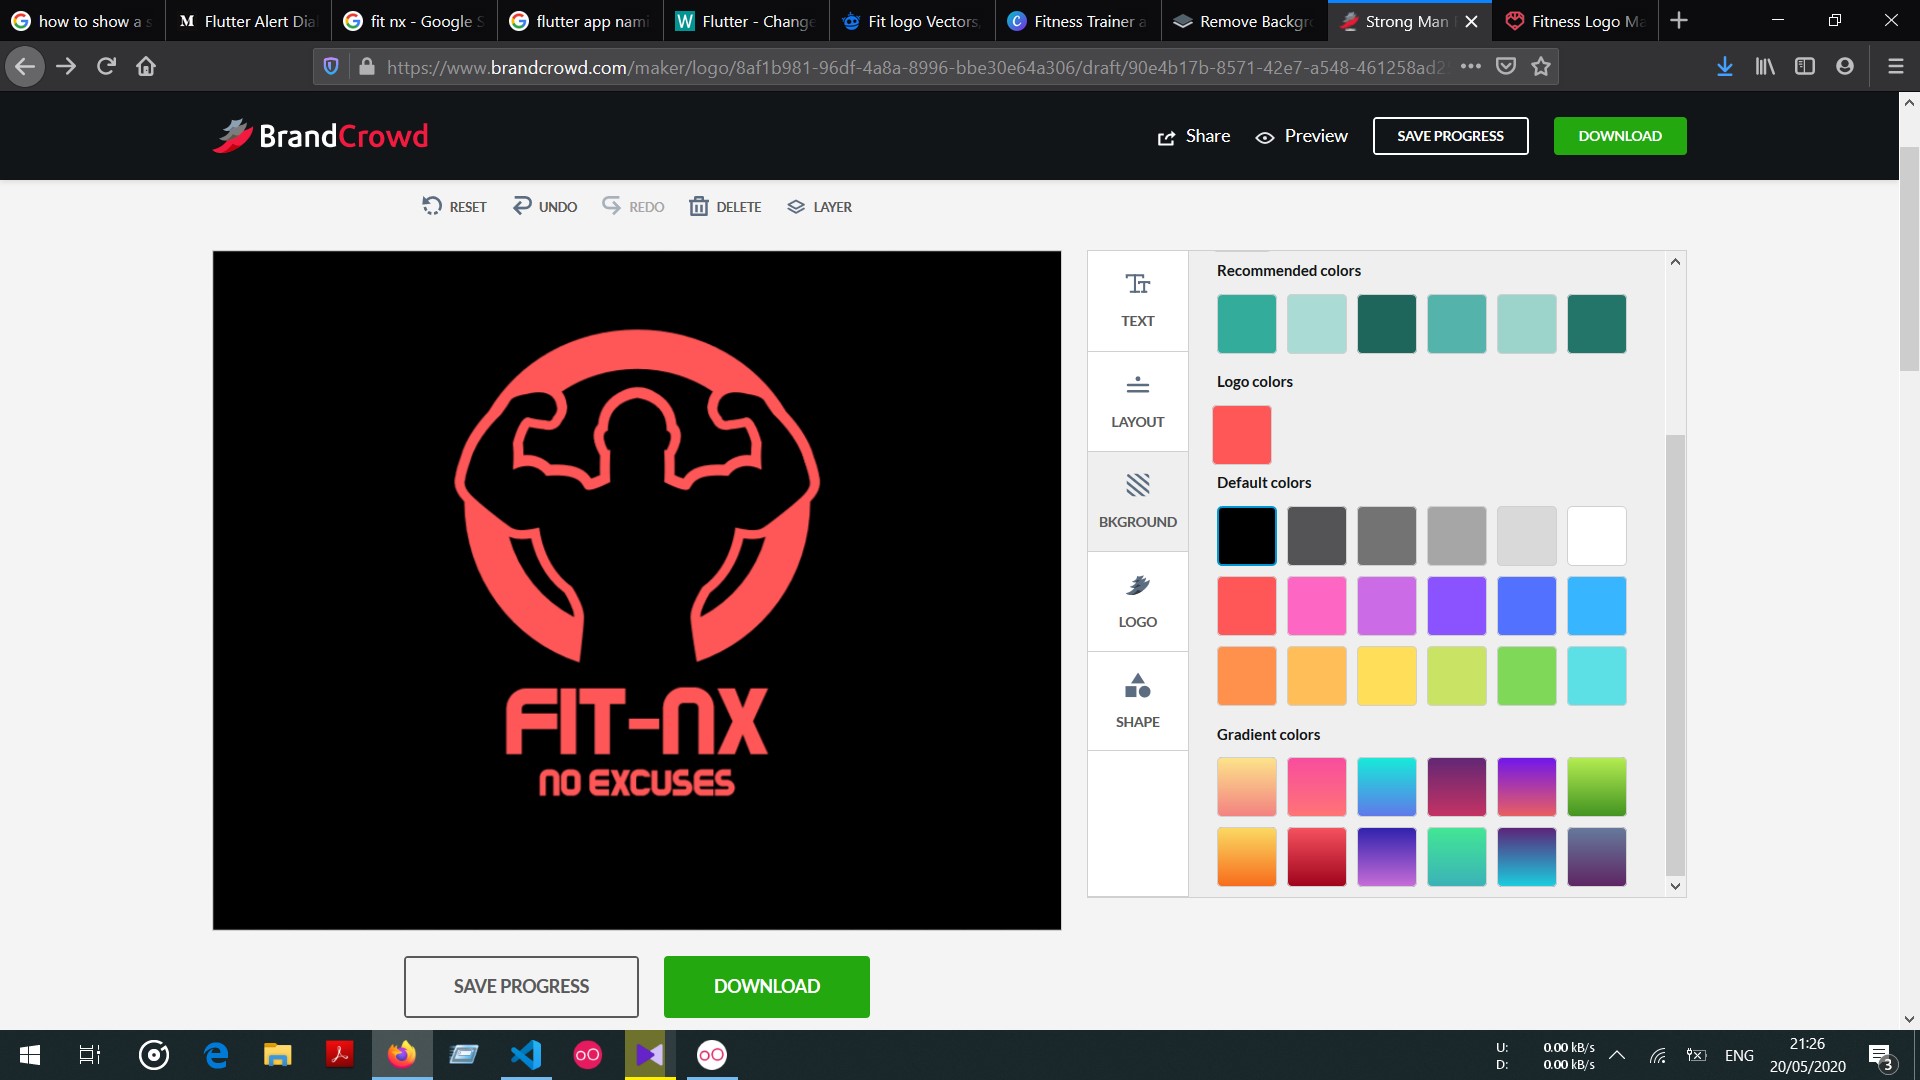 how to show a s
Flutter Alert Dia
fit nx - Google S
flutter app nami
Flutter - Change
Fit logo Vectors,
Fitness Trainer a
Remove Backgr
Strong Man
Fitness Logo Ma
https://www.brandcrowd.com/maker/logo/8af1b981-96df-4a8a-8996-bbe30e64a306/draft/90e4b17b-8571-42e7-a548-461258ad2
BrandCrowd
Share
Preview
SAVE PROGRESS
DOWNLOAD
RESET
UNDO
REDO
DELETE
LAYER
TEXT
LAYOUT
BKGROUND
LOGO
SHAPE
Recommended colors
Logo colors
Default colors
Gradient colors
FIT-NX
NO EXCUSES
SAVE PROGRESS
DOWNLOAD
U: 0.00 kB/s
D: 0.00 kB/s
ENG
21:26
20/05/2020
3